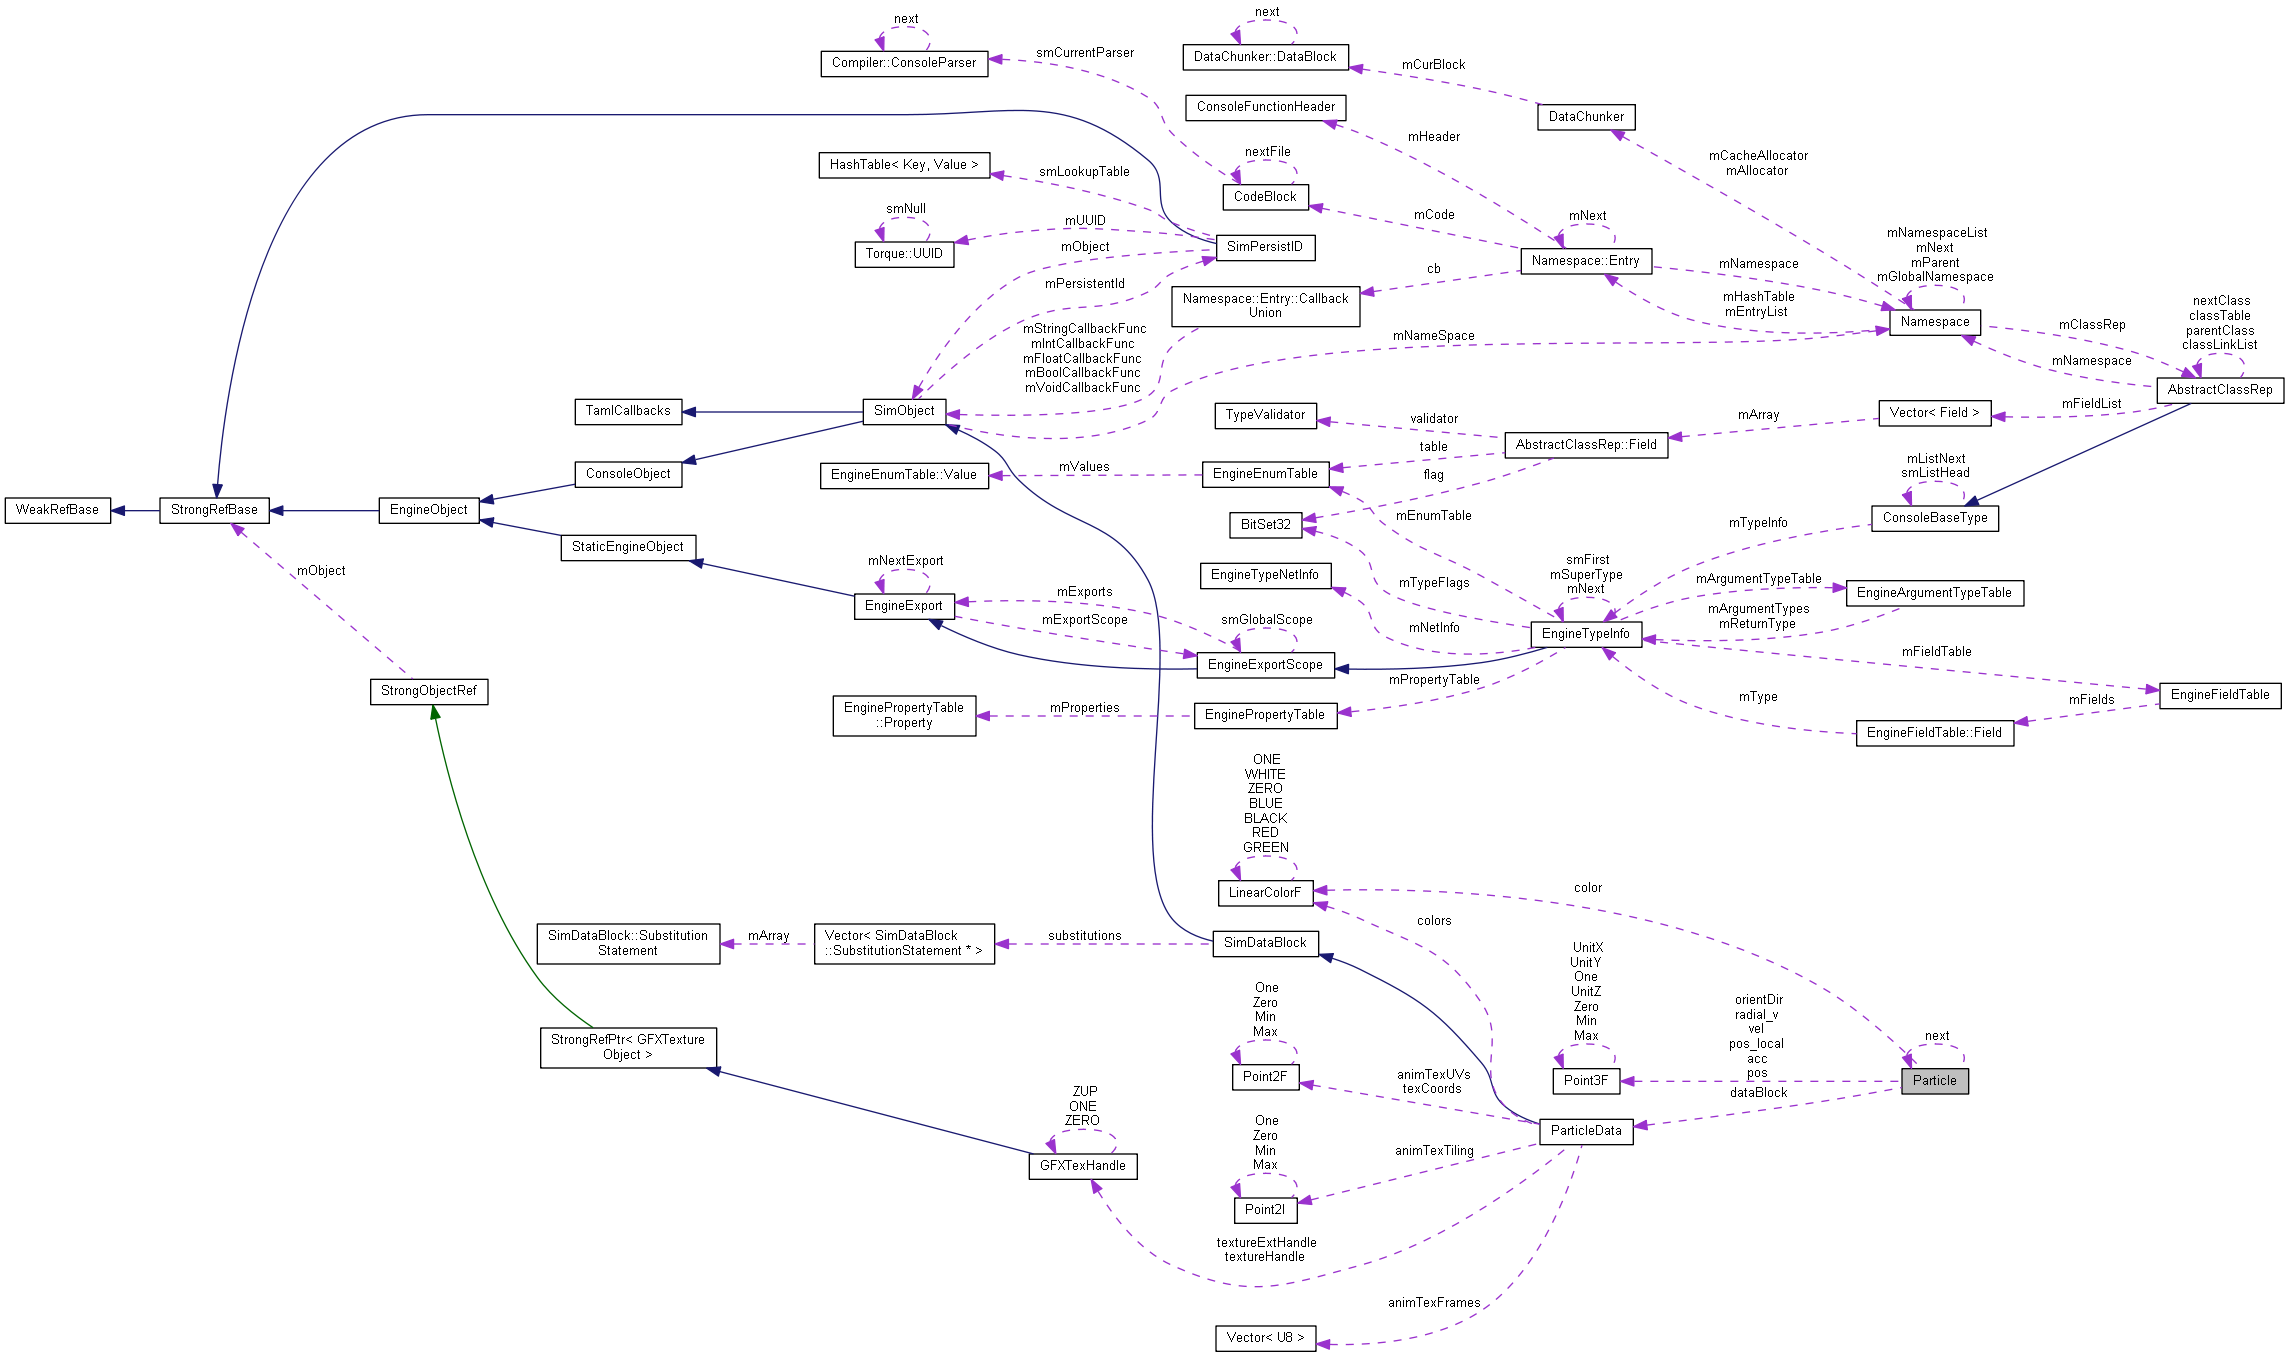 next
Compiler::ConsoleParser
smCurrentParser
next
DataChunker::DataBlock
mCurBlock
ConsoleFunctionHeader
DataChunker
mHeader
mCacheAllocator
mAllocator
HashTable< Key, Value >
smLookupTable
nextFile
CodeBlock
mCode
smNull
Torque::UUID
mUUID
SimPersistID
mObject
mPersistentId
mNext
Namespace::Entry
cb
mNamespace
mHashTable
mEntryList
Namespace::Entry::Callback
Union
mNamespaceList
mNext
mParent
mGlobalNamespace
Namespace
mClassRep
mNamespace
nextClass
classTable
parentClass
classLinkList
AbstractClassRep
mStringCallbackFunc
mIntCallbackFunc
mFloatCallbackFunc
mBoolCallbackFunc
mVoidCallbackFunc
mNameSpace
TamlCallbacks
SimObject
TypeValidator
validator
AbstractClassRep::Field
mArray
Vector< Field >
mFieldList
ConsoleObject
EngineEnumTable::Value
mValues
EngineEnumTable
table
flag
mListNext
smListHead
ConsoleBaseType
WeakRefBase
StrongRefBase
EngineObject
BitSet32
mEnumTable
mTypeInfo
StaticEngineObject
mObject
mNextExport
EngineExport
mExports
mExportScope
EngineTypeNetInfo
mTypeFlags
mNetInfo
smFirst
mSuperType
mNext
EngineTypeInfo
mArgumentTypeTable
EngineArgumentTypeTable
mArgumentTypes
mReturnType
smGlobalScope
EngineExportScope
mFieldTable
EngineFieldTable
mPropertyTable
mType
mFields
EngineFieldTable::Field
StrongObjectRef
EnginePropertyTable
::Property
mProperties
EnginePropertyTable
ONE
WHITE
ZERO
BLUE
BLACK
RED
GREEN
LinearColorF
color
colors
SimDataBlock::Substitution
Statement
mArray
Vector< SimDataBlock
::SubstitutionStatement * >
substitutions
SimDataBlock
UnitX
UnitY
One
UnitZ
Zero
Min
Max
Point3F
orientDir
radial_v
vel
pos_local
acc
pos
next
Particle
dataBlock
One
Zero
Min
Max
Point2F
animTexUVs
texCoords
StrongRefPtr< GFXTexture
Object >
ZUP
ONE
ZERO
GFXTexHandle
One
Zero
Min
Max
Point2I
animTexTiling
ParticleData
textureExtHandle
textureHandle
animTexFrames
Vector< U8 >